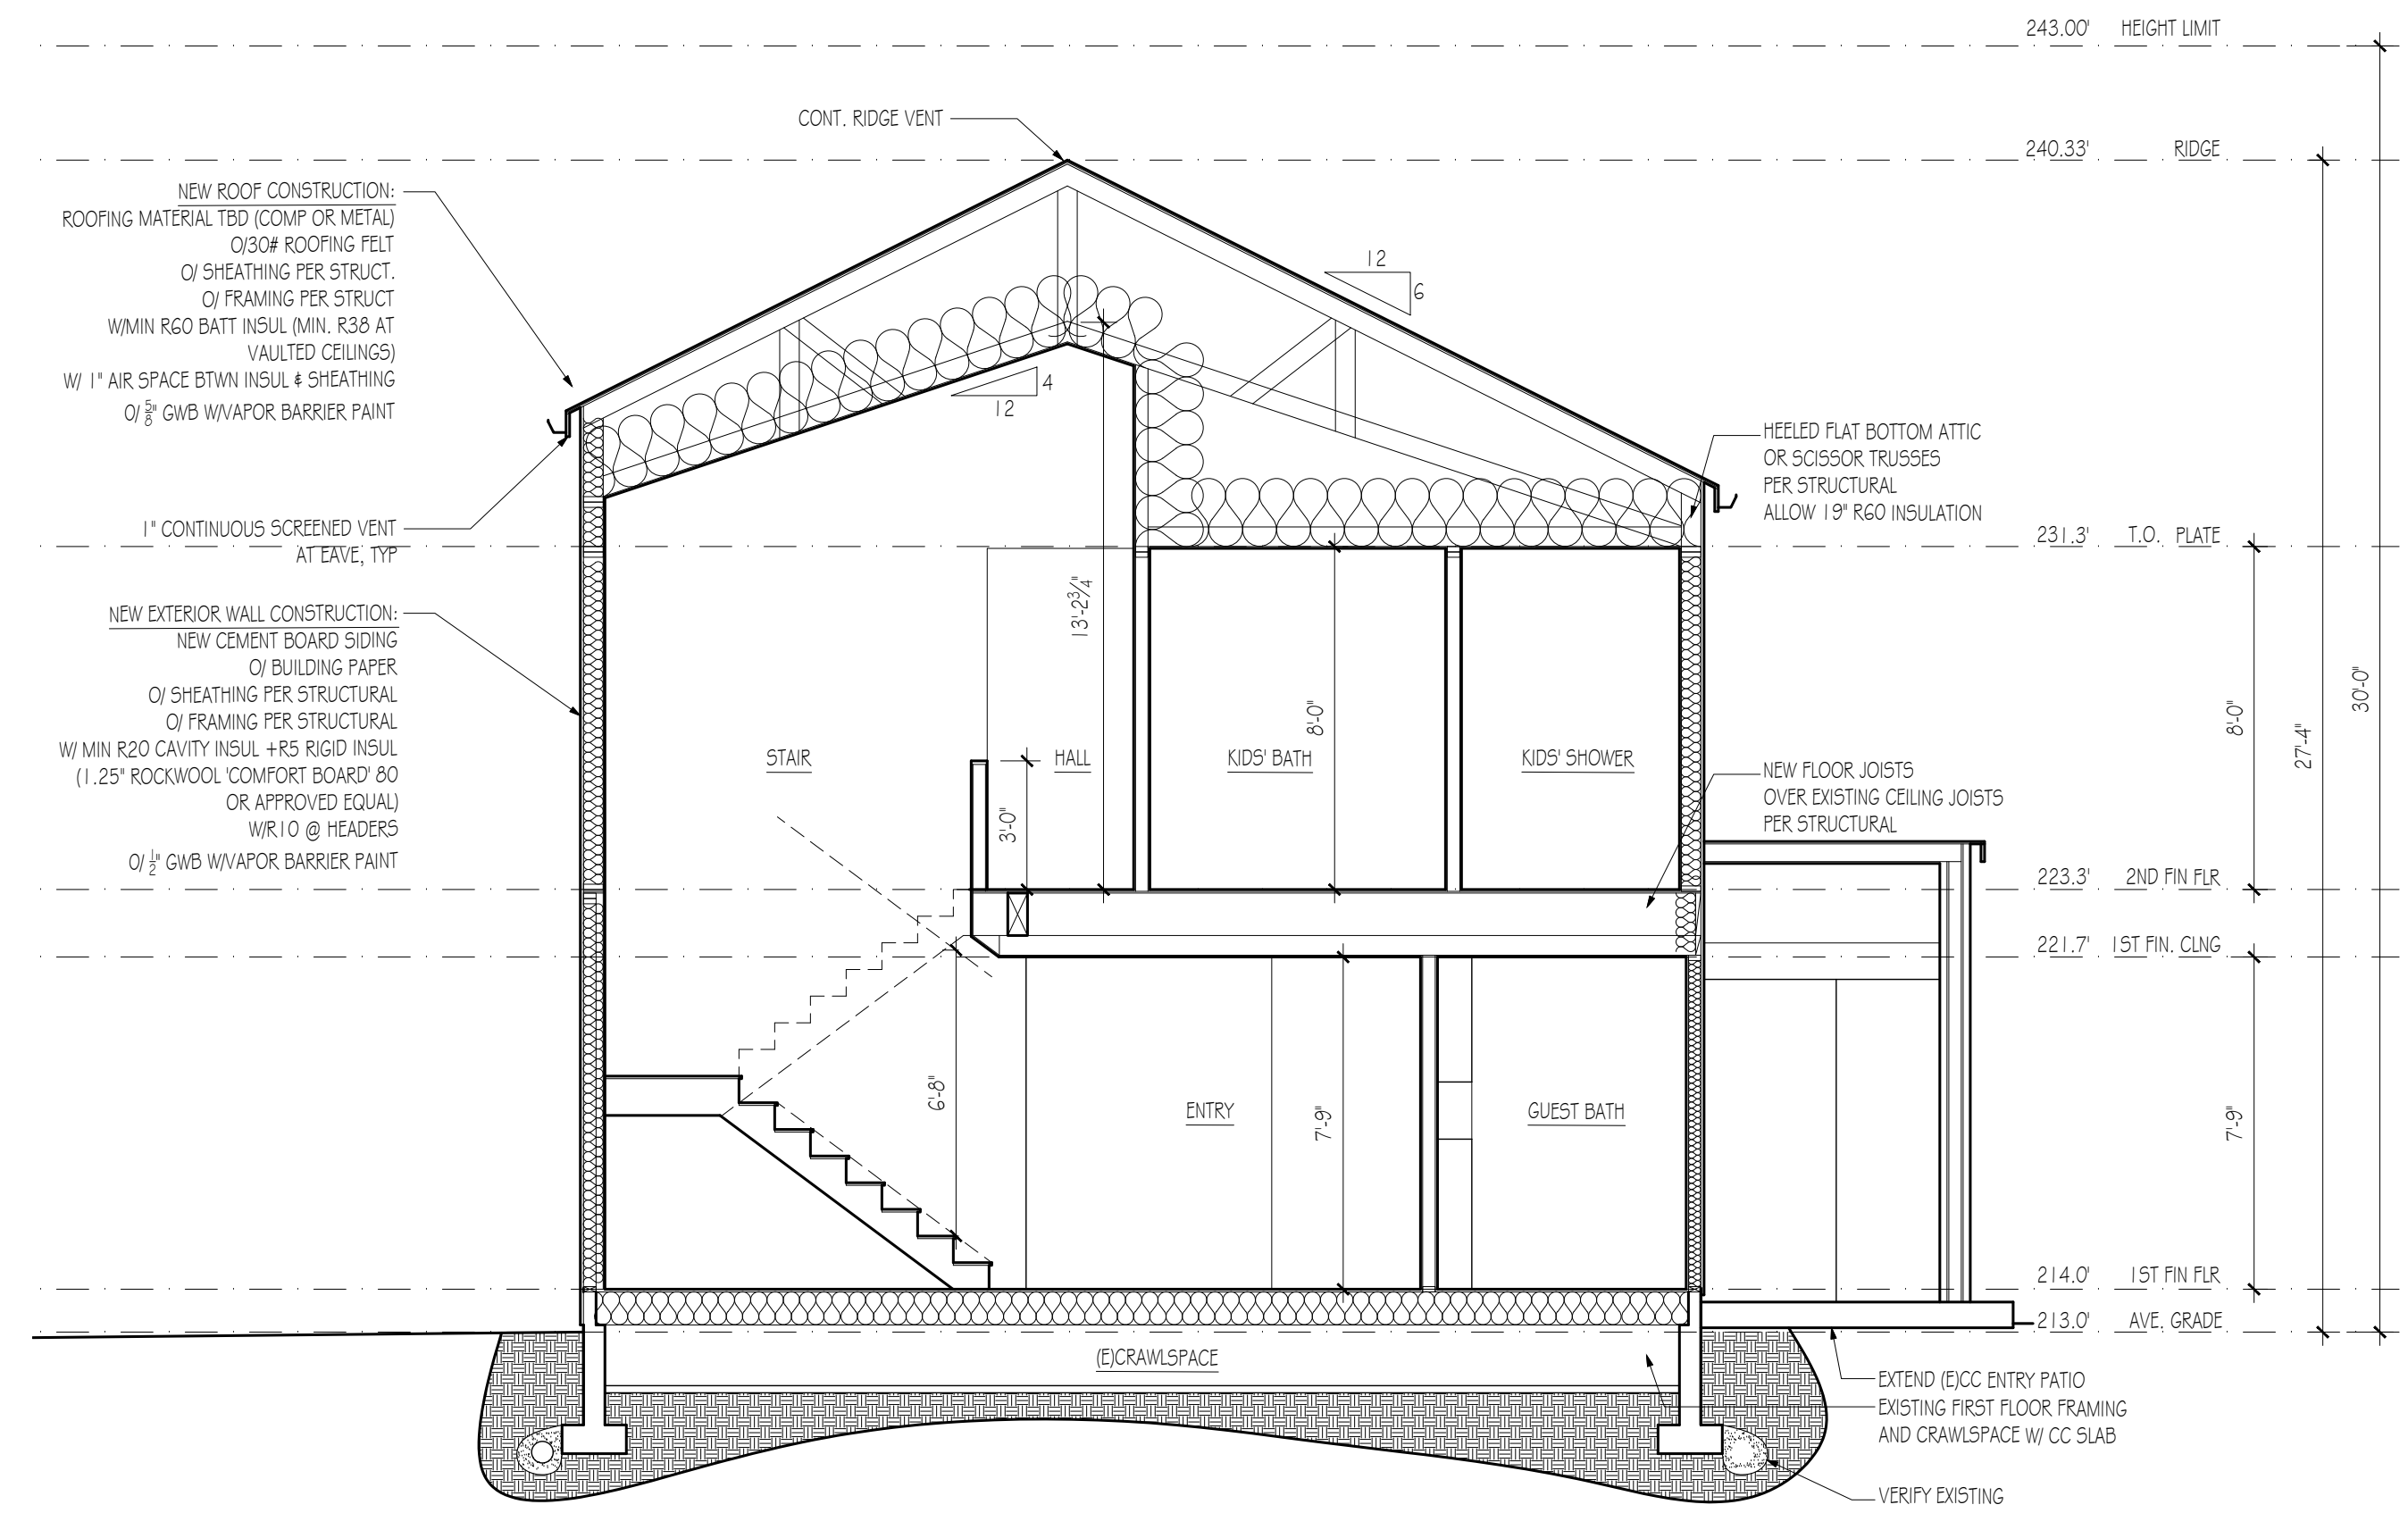 243.00' HEIGHT LIMIT
CONT. RIDGE VENT
240.33' RIDGE
NEW ROOF CONSTRUCTION:
ROOFING MATERIAL TBD (COMP OR METAL)
O/30# ROOFING FELT
O/ SHEATHING PER STRUCT.
O/ FRAMING PER STRUCT
W/MIN R60 BATT INSUL (MIN. R38 AT
VAULTED CEILINGS)
W/ 1" AIR SPACE BTWN INSUL & SHEATHING
O/ 5/8" GWB W/VAPOR BARRIER PAINT
12
6
4
12
HEELED FLAT BOTTOM ATTIC
OR SCISSOR TRUSSES
PER STRUCTURAL
ALLOW 19" R60 INSULATION
1" CONTINUOUS SCREENED VENT
AT EAVE, TYP
231.3' T.O. PLATE
NEW EXTERIOR WALL CONSTRUCTION:
NEW CEMENT BOARD SIDING
O/ BUILDING PAPER
O/ SHEATHING PER STRUCTURAL
O/ FRAMING PER STRUCTURAL
W/ MIN R20 CAVITY INSUL +R5 RIGID INSUL
(1.25" ROCKWOOL 'COMFORT BOARD' 80
OR APPROVED EQUAL)
W/R10 @ HEADERS
O/ 1/2" GWB W/VAPOR BARRIER PAINT
13'-2 3/4"
8'-0"
8'-0"
27'-4"
30'-0"
STAIR
HALL
KIDS' BATH
KIDS' SHOWER
3'-0"
NEW FLOOR JOISTS
OVER EXISTING CEILING JOISTS
PER STRUCTURAL
223.3' 2ND FIN FLR
221.7' 1ST FIN. CLNG
6'-8"
ENTRY
7'-9"
GUEST BATH
7'-9"
214.0' 1ST FIN FLR
213.0' AVE. GRADE
(E)CRAWLSPACE
EXTEND (E)CC ENTRY PATIO
EXISTING FIRST FLOOR FRAMING
AND CRAWLSPACE W/ CC SLAB
VERIFY EXISTING